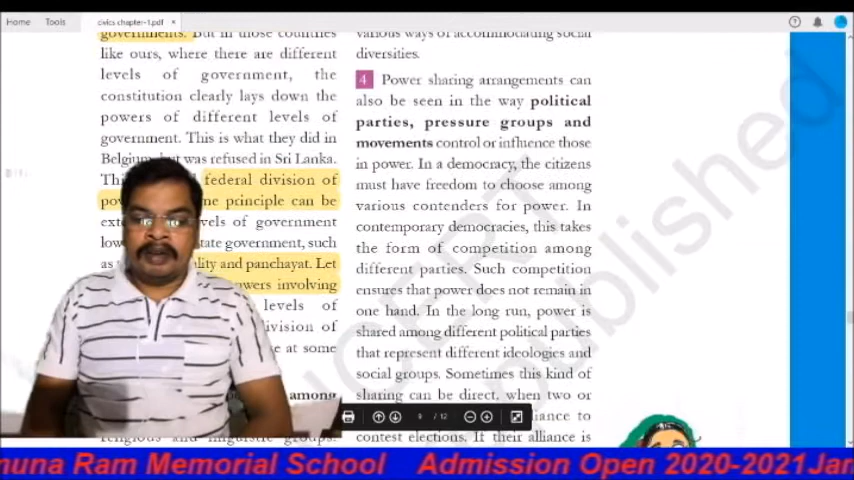 Home Tools civics chapter-1.pdf ×
governments. But in those countries
like ours, where there are different
levels of government, the
constitution clearly lays down the
powers of different levels of
government. This is what they did in
Belgium, but was refused in Sri Lanka.
federal division of
principle can be
levels of government
state government, such
and panchayat. Let
involving
levels of
division of
at some
among
religious and linguistic groups.
various ways of accommodating social
diversities.
4 Power sharing arrangements can
also be seen in the way political
parties, pressure groups and
movements control or influence those
in power. In a democracy, the citizens
must have freedom to choose among
various contenders for power. In
contemporary democracies, this takes
the form of competition among
different parties. Such competition
ensures that power does not remain in
one hand. In the long run, power is
shared among different political parties
that represent different ideologies and
social groups. Sometimes this kind of
sharing can be direct, when two or
alliance to
contest elections. If their alliance is
NCERT
republished
9 / 12
muna Ram Memorial School Admission Open 2020-2021 Jam